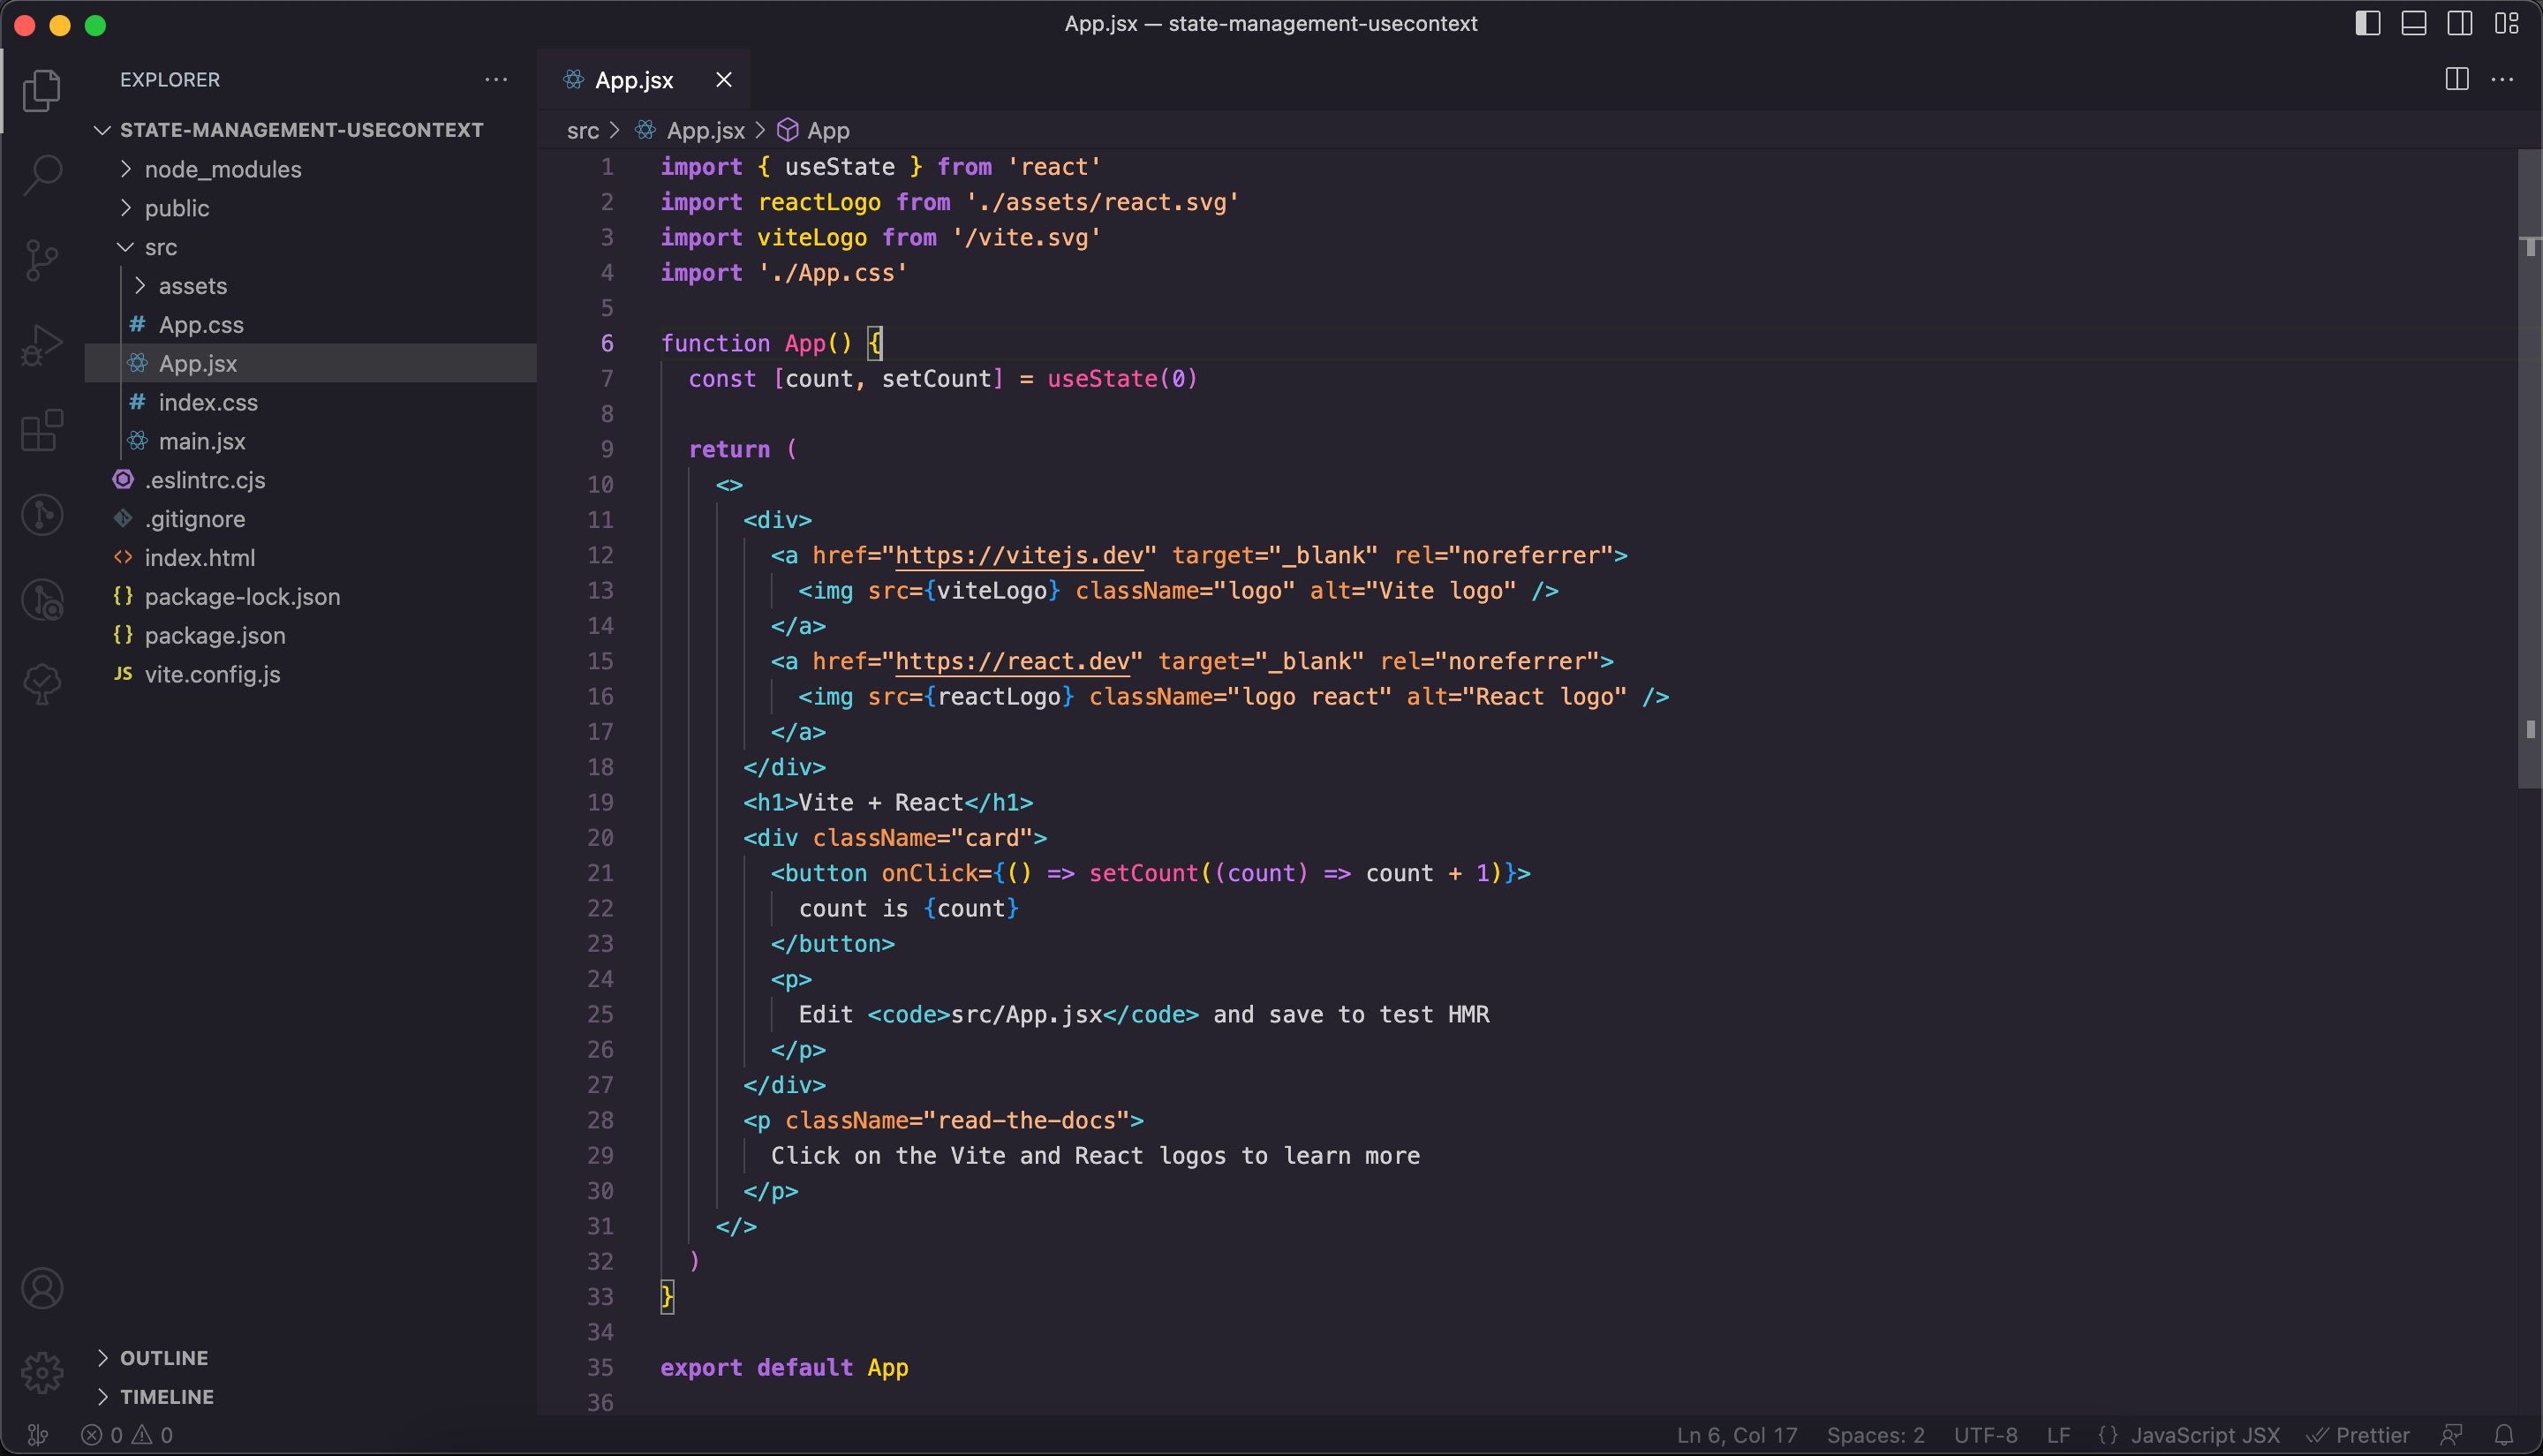 App.jsx — state-management-usecontext
EXPLORER
STATE-MANAGEMENT-USECONTEXT
node_modules
public
src
assets
# App.css
App.jsx
# index.css
main.jsx
.eslintrc.cjs
.gitignore
<> index.html
{} package-lock.json
{} package.json
JS vite.config.js
OUTLINE
TIMELINE
App.jsx
src > App.jsx > App
1 import { useState } from 'react'
2 import reactLogo from './assets/react.svg'
3 import viteLogo from '/vite.svg'
4 import './App.css'
5
6 function App() {
7   const [count, setCount] = useState(0)
8
9   return (
10     <>
11       <div>
12         <a href="https://vitejs.dev" target="_blank" rel="noreferrer">
13           <img src={viteLogo} className="logo" alt="Vite logo" />
14         </a>
15         <a href="https://react.dev" target="_blank" rel="noreferrer">
16           <img src={reactLogo} className="logo react" alt="React logo" />
17         </a>
18       </div>
19       <h1>Vite + React</h1>
20       <div className="card">
21         <button onClick={() => setCount((count) => count + 1)}>
22           count is {count}
23         </button>
24         <p>
25           Edit <code>src/App.jsx</code> and save to test HMR
26         </p>
27       </div>
28       <p className="read-the-docs">
29         Click on the Vite and React logos to learn more
30       </p>
31     </>
32   )
33 }
34
35 export default App
36
0 0
Ln 6, Col 17 Spaces: 2 UTF-8 LF {} JavaScript JSX Prettier